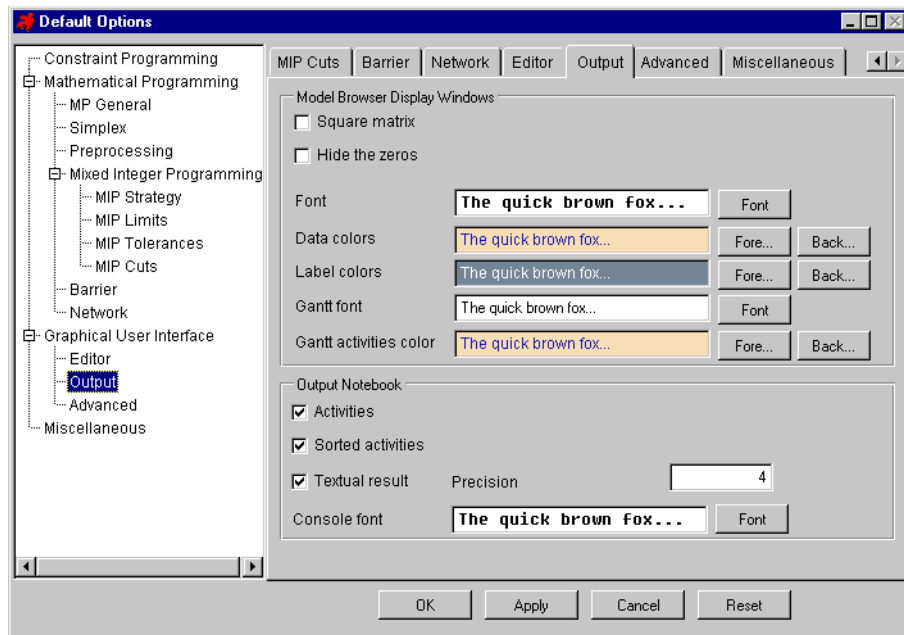 Default Options
Constraint Programming
Mathematical Programming
MP General
Simplex
Preprocessing
Mixed Integer Programming
MIP Strategy
MIP Limits
MIP Tolerances
MIP Cuts
Barrier
Network
Graphical User Interface
Editor
Output
Advanced
Miscellaneous
MIP Cuts Barrier Network Editor Output Advanced Miscellaneous
Model Browser Display Windows
Square matrix
Hide the zeros
Font The quick brown fox... Font
Data colors The quick brown fox... Fore... Back...
Label colors The quick brown fox... Fore... Back...
Gantt font The quick brown fox... Font
Gantt activities color The quick brown fox... Fore... Back...
Output Notebook
Activities
Sorted activities
Textual result Precision 4
Console font The quick brown fox... Font
OK Apply Cancel Reset